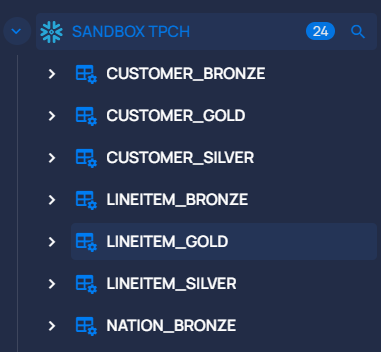 SANDBOX TPCH 24
CUSTOMER_BRONZE
CUSTOMER_GOLD
CUSTOMER_SILVER
LINEITEM_BRONZE
LINEITEM_GOLD
LINEITEM_SILVER
NATION_BRONZE